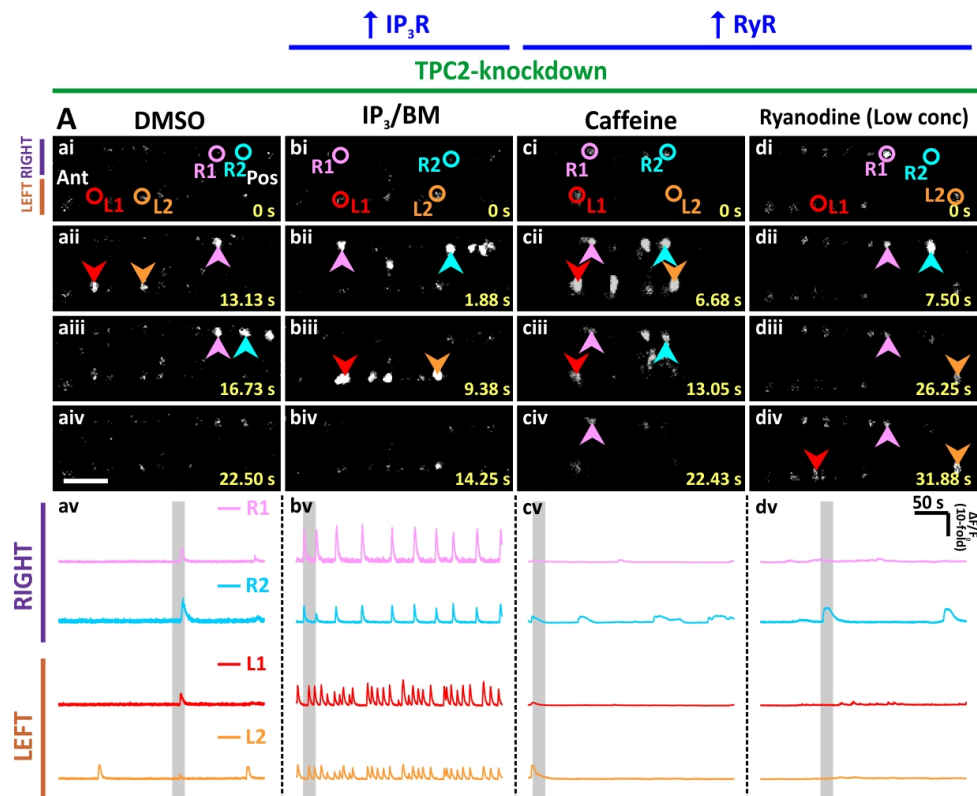 ↑ IP₃R ↑ RyR
TPC2-knockdown
A DMSO IP₃/BM Caffeine Ryanodine (Low conc)
RIGHT
LEFT
ai Ant R1 R2 Pos L1 L2 0 s
bi R1 R2 L1 L2 0 s
ci R1 R2 L1 L2 0 s
di R1 R2 L1 L2 0 s
aii 13.13 s
bii 1.88 s
cii 6.68 s
dii 7.50 s
aiii 16.73 s
biii 9.38 s
ciii 13.05 s
diii 26.25 s
aiv 22.50 s
biv 14.25 s
civ 22.43 s
div 31.88 s
av bv cv dv
50 s
ΔF/F₀
(10-fold)
RIGHT
R1
R2
LEFT
L1
L2